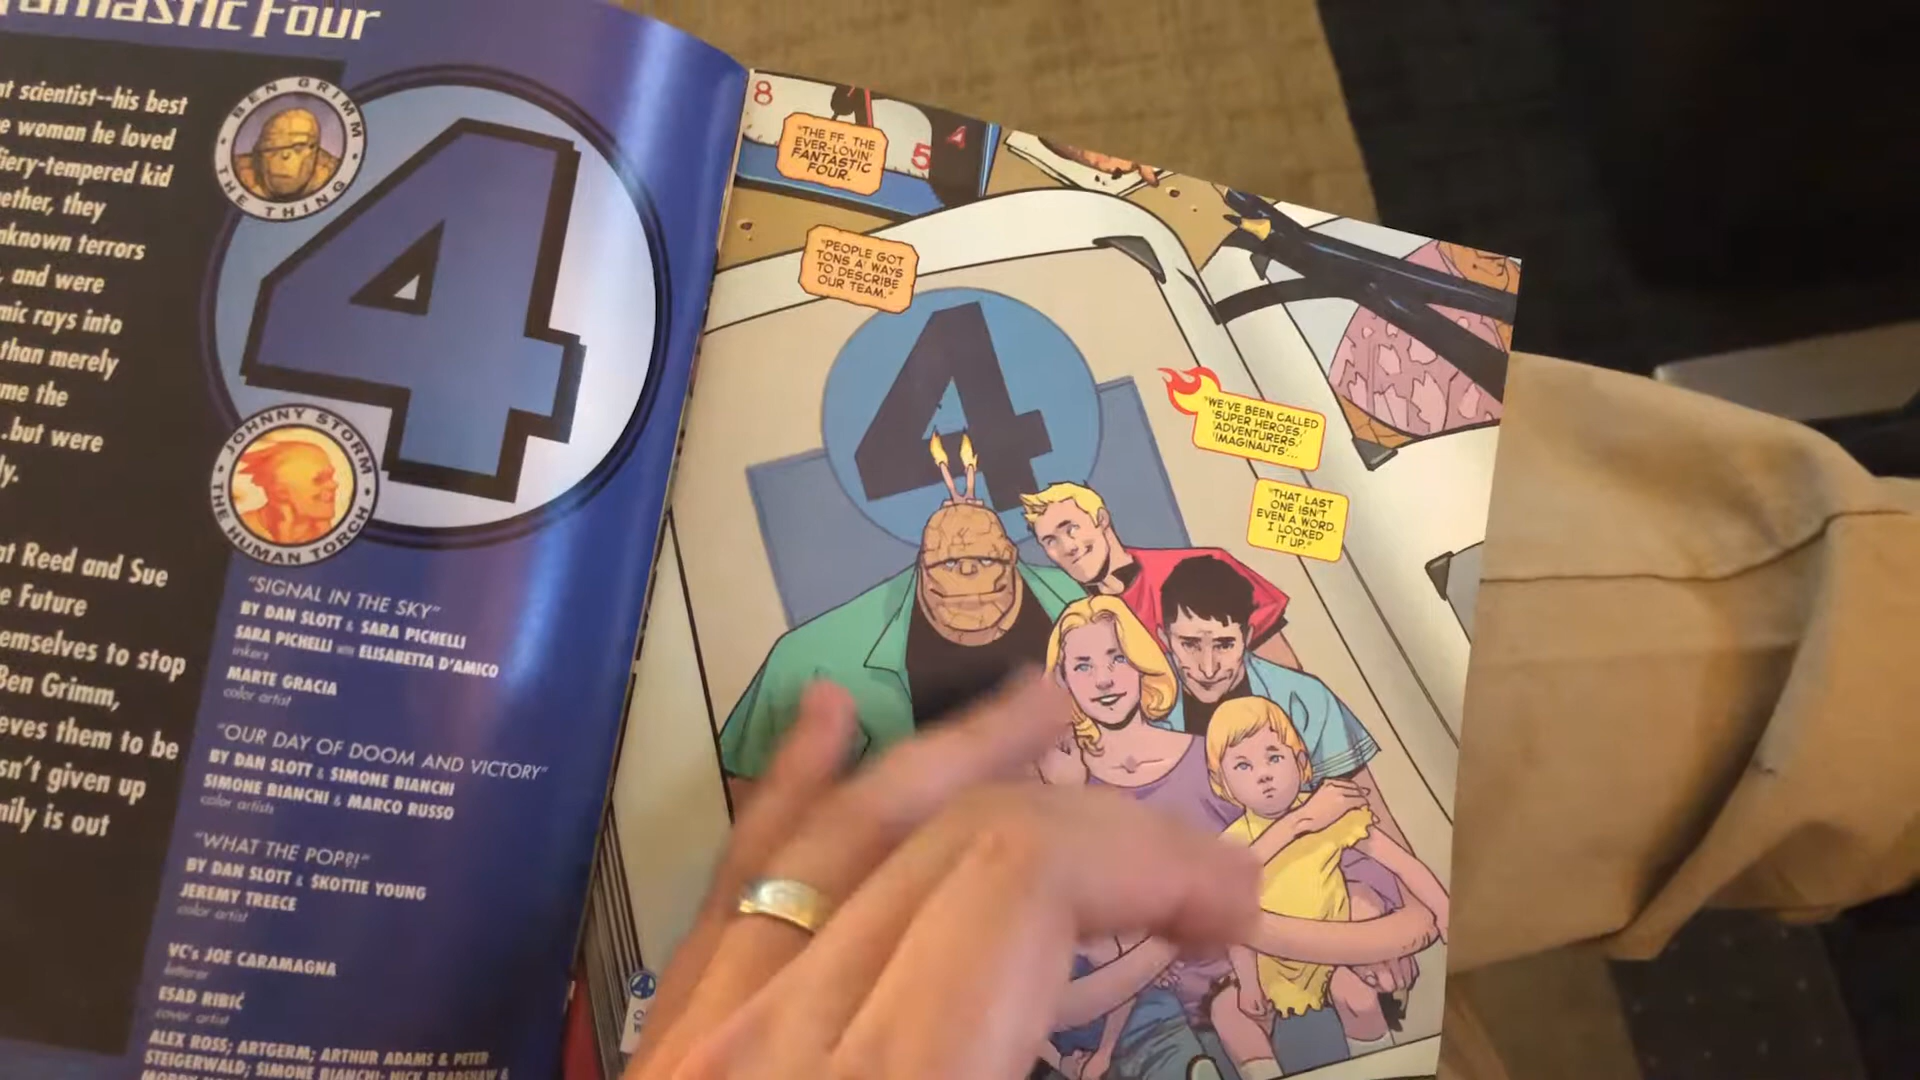 Fantastic Four
nt scientist--his best
e woman he loved
fiery-tempered kid
gether, they
nknown terrors
, and were
mic rays into
than merely
me the
...but were
ly.
at Reed and Sue
e Future
emselves to stop
Ben Grimm,
eves them to be
sn't given up
mily is out
BEN GRIMM
THE THING
4
JOHNNY STORM
THE HUMAN TORCH
"SIGNAL IN THE SKY"
BY DAN SLOTT & SARA PICHELLI
SARA PICHELLI with ELISABETTA D'AMICO
inkers
MARTE GRACIA
color artist
"OUR DAY OF DOOM AND VICTORY"
BY DAN SLOTT & SIMONE BIANCHI
SIMONE BIANCHI & MARCO RUSSO
color artists
"WHAT THE POP?!"
BY DAN SLOTT & SKOTTIE YOUNG
JEREMY TREECE
color artist
VC's JOE CARAMAGNA
letterer
ESAD RIBIĆ
cover artist
ALEX ROSS; ARTGERM; ARTHUR ADAMS & PETER
STEIGERWALD; SIMONE BIANCHI; NICK BRADSHAW &
8
5
4
"THE FF. THE
EVER-LOVIN'
FANTASTIC
FOUR.
"PEOPLE GOT
TONS A' WAYS
TO DESCRIBE
OUR TEAM."
4
"WE'VE BEEN CALLED
'SUPER HEROES,'
'ADVENTURERS,'
'IMAGINAUTS'...
"THAT LAST
ONE ISN'T
EVEN A WORD.
I LOOKED
IT UP."
4